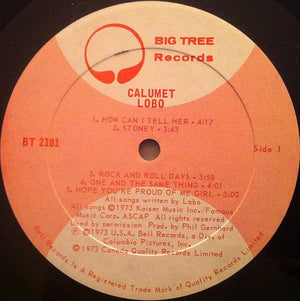 BIG TREE
Records
CALUMET
LOBO
1. HOW CAN I TELL HER - 4:17
2. STONEY - 3:43
BT 2101
Side 1
3. ROCK AND ROLL DAYS - 3:58
4. ONE AND THE SAME THING - 4:01
5. HOPE YOU'RE PROUD OF ME GIRL - 3:00
All songs written by Lobo
All songs ©1973 Kaiser Music Inc./Famous
Music Corp. ASCAP All songs
used by permission. Prod. by Phil Gernhard
℗1973 U.S.A. Bell Records, a Div. of
Columbia Pictures, Inc.
©1973 Canada Quality Records Limited
Bell Records Is A Registered Trade Mark of Quality Records Limited